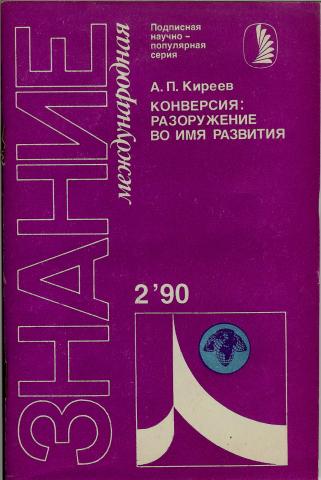 ЗНАНИЕ
международная
Подписная
научно-
популярная
серия
А. П. Киреев
КОНВЕРСИЯ:
РАЗОРУЖЕНИЕ
ВО ИМЯ РАЗВИТИЯ
2'90